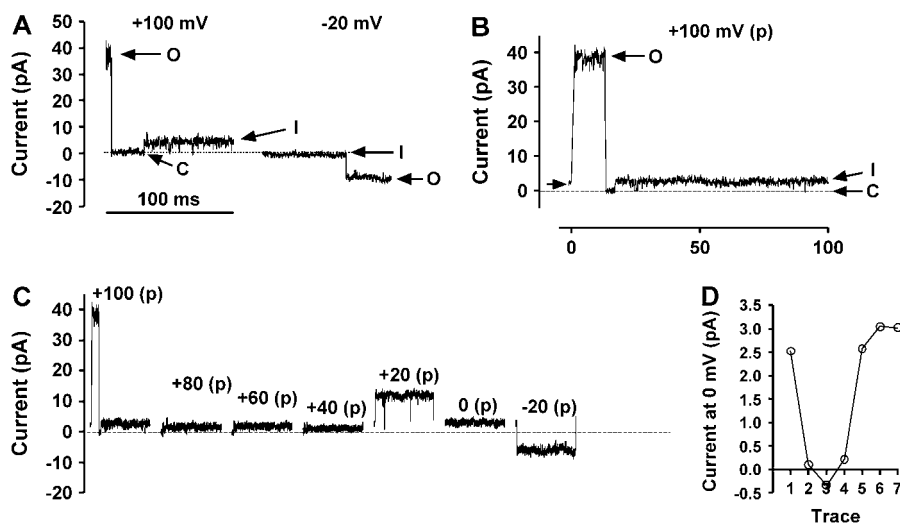 A
+100 mV
-20 mV
Current (pA)
50
40
30
20
10
0
-10
-20
O
C
I
I
O
100 ms
B
+100 mV (p)
Current (pA)
40
30
20
10
0
O
I
C
0
50
100
C
Current (pA)
40
30
20
10
0
-10
-20
+100 (p)
+80 (p)
+60 (p)
+40 (p)
+20 (p)
0 (p)
-20 (p)
D
Current at 0 mV (pA)
3.5
3.0
2.5
2.0
1.5
1.0
0.5
0.0
-0.5
1 2 3 4 5 6 7
Trace